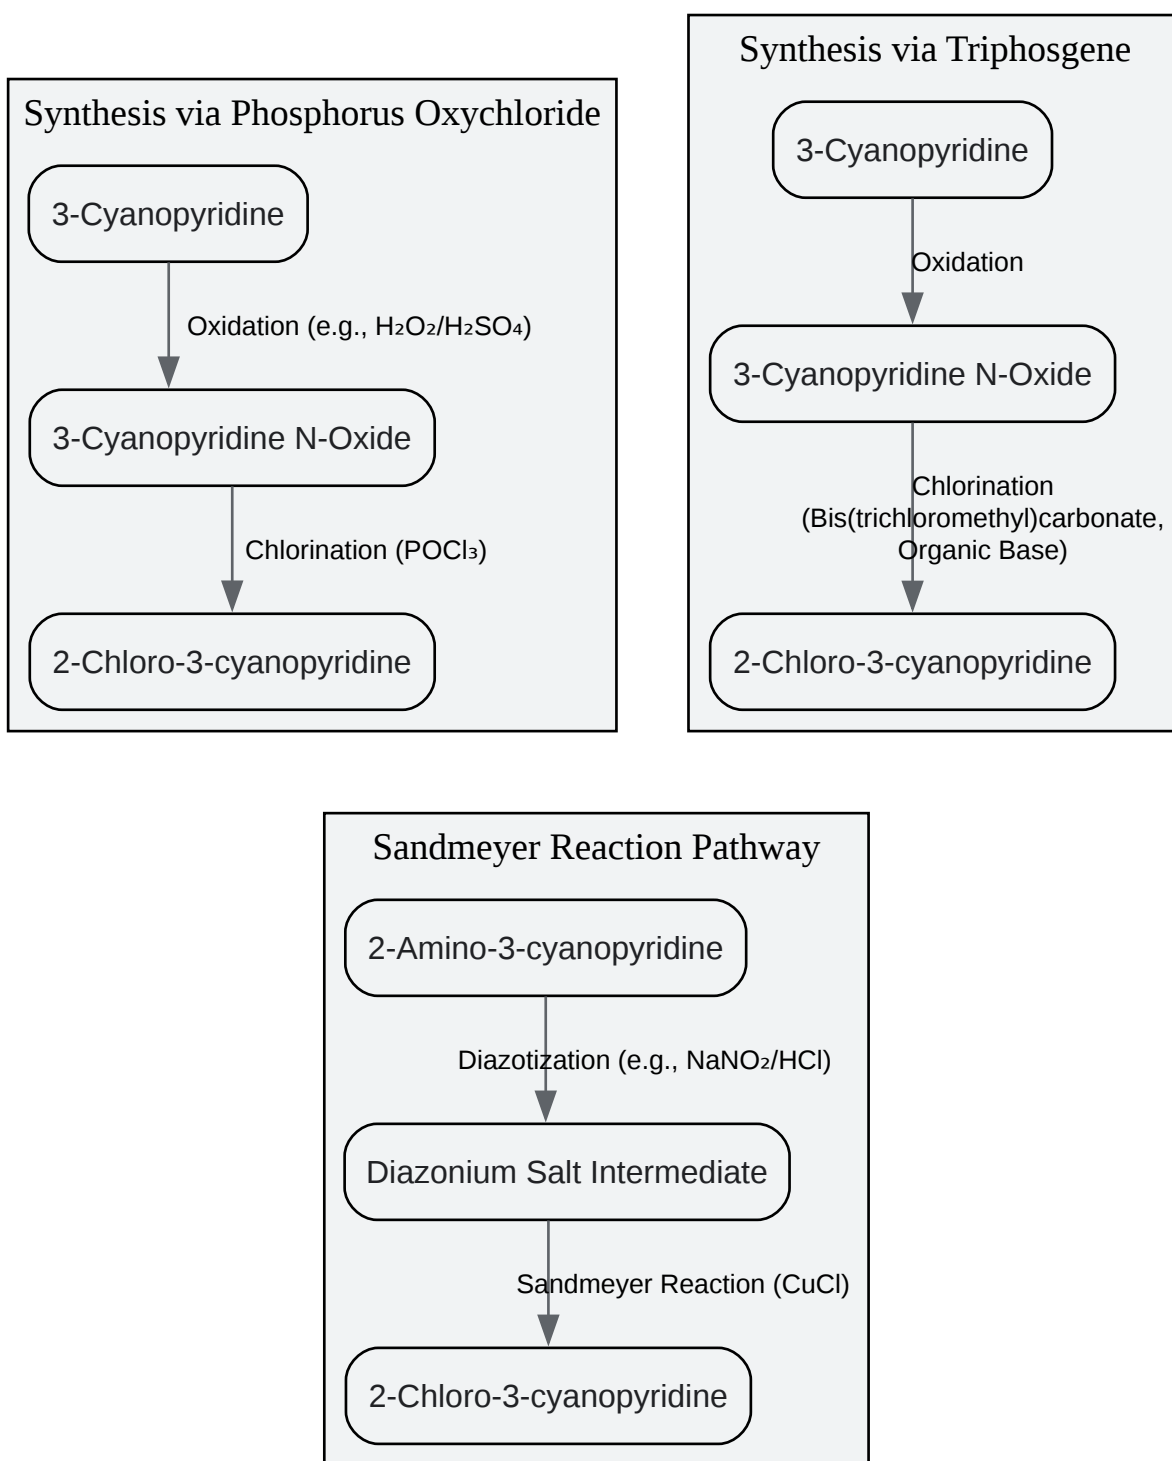 Synthesis via Phosphorus Oxychloride
3-Cyanopyridine
Oxidation (e.g., H₂O₂/H₂SO₄)
3-Cyanopyridine N-Oxide
Chlorination (POCl₃)
2-Chloro-3-cyanopyridine
Synthesis via Triphosgene
3-Cyanopyridine
Oxidation
3-Cyanopyridine N-Oxide
Chlorination
(Bis(trichloromethyl)carbonate,
Organic Base)
2-Chloro-3-cyanopyridine
Sandmeyer Reaction Pathway
2-Amino-3-cyanopyridine
Diazotization (e.g., NaNO₂/HCl)
Diazonium Salt Intermediate
Sandmeyer Reaction (CuCl)
2-Chloro-3-cyanopyridine